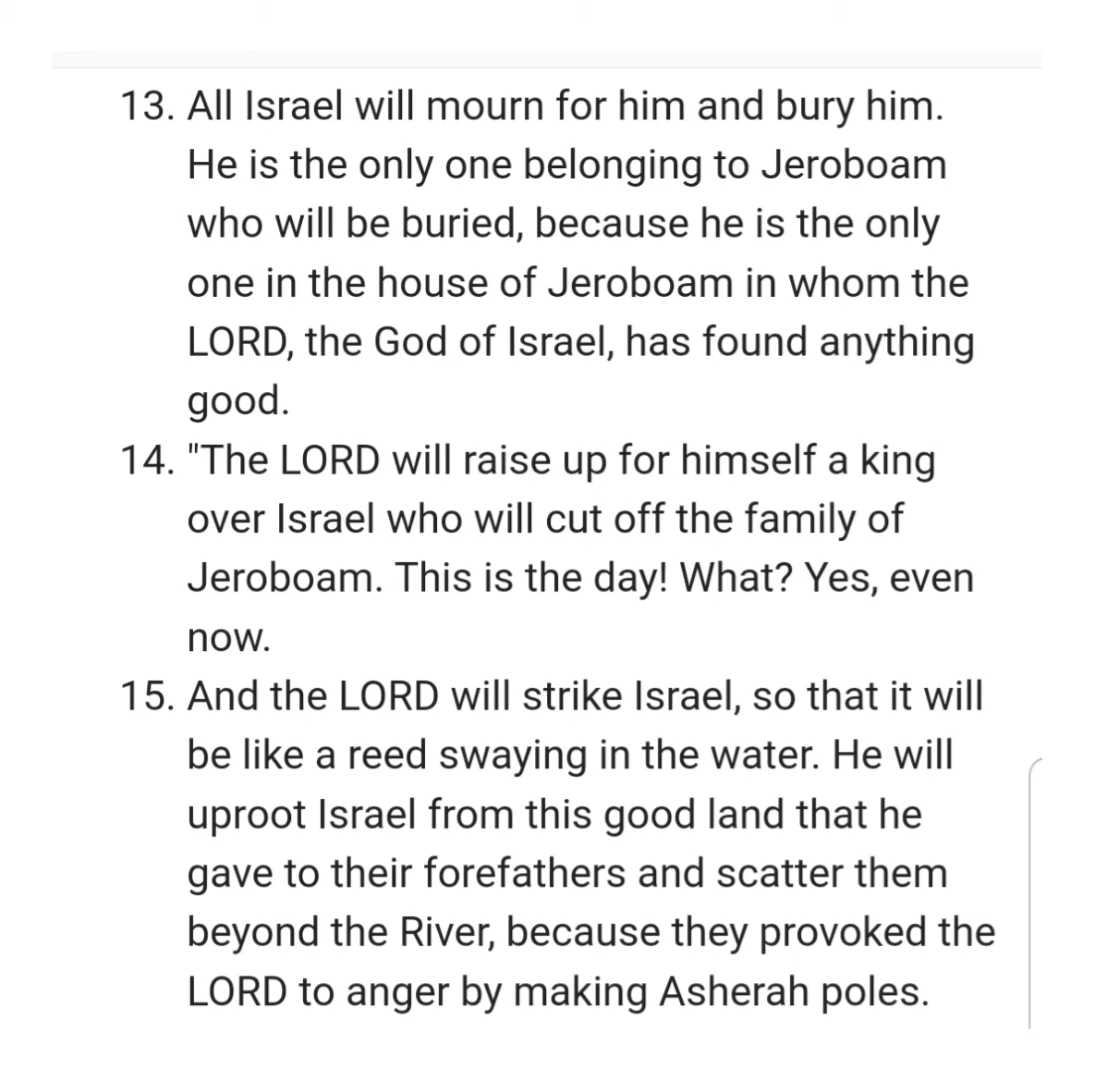 13. All Israel will mourn for him and bury him.
He is the only one belonging to Jeroboam
who will be buried, because he is the only
one in the house of Jeroboam in whom the
LORD, the God of Israel, has found anything
good.
14. "The LORD will raise up for himself a king
over Israel who will cut off the family of
Jeroboam. This is the day! What? Yes, even
now.
15. And the LORD will strike Israel, so that it will
be like a reed swaying in the water. He will
uproot Israel from this good land that he
gave to their forefathers and scatter them
beyond the River, because they provoked the
LORD to anger by making Asherah poles.